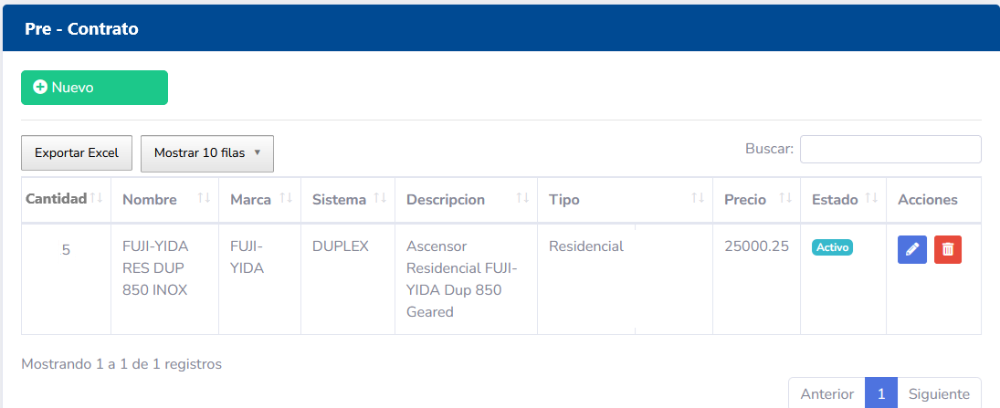 Pre - Contrato
Nuevo
Exportar Excel
Mostrar 10 filas
Buscar:
Cantidad Nombre Marca Sistema Descripcion Tipo Precio Estado Acciones
5 FUJI-YIDA FUJI- DUPLEX Ascensor Residencial 25000.25 Activo
RES DUP YIDA Residencial FUJI-
850 INOX YIDA Dup 850
Geared
Mostrando 1 a 1 de 1 registros
Anterior 1 Siguiente